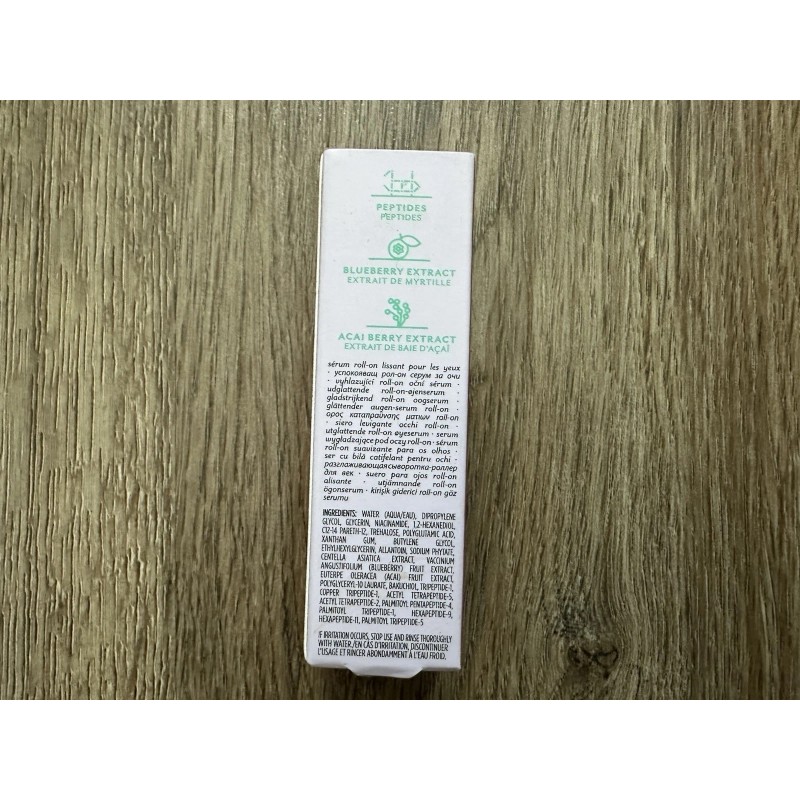 PEPTIDES
PEPTIDES
BLUEBERRY EXTRACT
EXTRAIT DE MYRTILLE
ACAI BERRY EXTRACT
EXTRAIT DE BAIE D'AÇAÏ
sérum roll-on lissant pour les yeux
· успокояващ рол-он серум за очи
· vyhlazující roll-on oční sérum ·
udglattende roll-on-øjenserum ·
gladstrijkend roll-on oogserum ·
glättender augen-serum roll-on ·
ορος καταπράυνσης ματιων roll-on
· siero levigante occhi roll-on ·
utglattende roll-on øyeserum · serum
wygładzające pod oczy roll-on · sérum
roll-on suavizante para os olhos ·
ser cu bilă catifelant pentru ochi ·
разглаживающая сыворотка-роллер
для век · suero para ojos roll-on
alisante · utjämnande roll-on
ögonserum · kırışık giderici roll-on göz
serumu
INGREDIENTS: WATER (AQUA/EAU), DIPROPYLENE
GLYCOL, GLYCERIN, NIACINAMIDE, 1,2-HEXANEDIOL,
C12-14 PARETH-12, TREHALOSE, POLYGLUTAMIC ACID,
XANTHAN GUM, BUTYLENE GLYCOL,
ETHYLHEXYLGLYCERIN, ALLANTOIN, SODIUM PHYTATE,
CENTELLA ASIATICA EXTRACT, VACCINIUM
ANGUSTIFOLIUM (BLUEBERRY) FRUIT EXTRACT,
EUTERPE OLERACEA (ACAI) FRUIT EXTRACT,
POLYGLYCERYL-10 LAURATE, BAKUCHIOL, TRIPEPTIDE-1,
COPPER TRIPEPTIDE-1, ACETYL TETRAPEPTIDE-5,
ACETYL TETRAPEPTIDE-2, PALMITOYL PENTAPEPTIDE-4,
PALMITOYL TRIPEPTIDE-1, HEXAPEPTIDE-9,
HEXAPEPTIDE-11, PALMITOYL TRIPEPTIDE-5
IF IRRITATION OCCURS, STOP USE AND RINSE THOROUGHLY
WITH WATER./EN CAS D'IRRITATION, DISCONTINUER
L'USAGE ET RINCER ABONDAMMENT À L'EAU FROID.